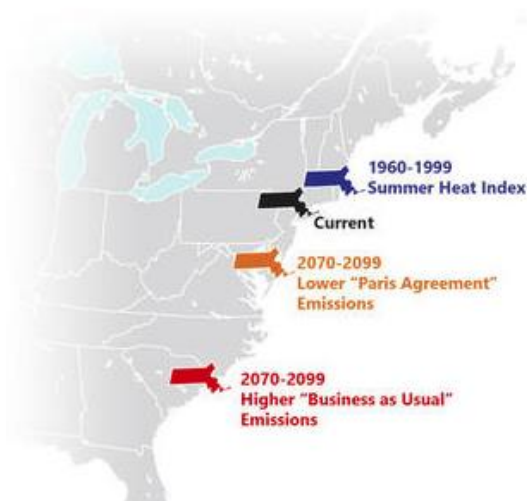 1960-1999
Summer Heat Index
Current
2070-2099
Lower “Paris Agreement”
Emissions
2070-2099
Higher “Business as Usual”
Emissions